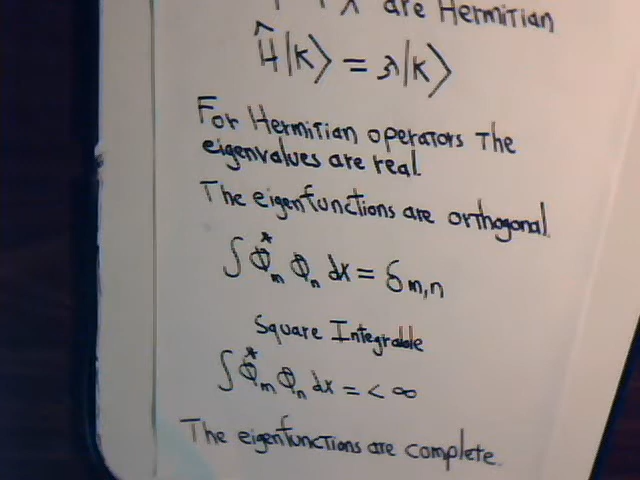 are Hermitian
Ĥ|K⟩ = λ|K⟩
For Hermitian operators The
eigenvalues are real.
The eigenfunctions are orthogonal.
∫Φ*ₘ Φₙ dx = δm,n
Square Integrable
∫Φ*ₘ Φₙ dx = < ∞
The eigenfunctions are complete.